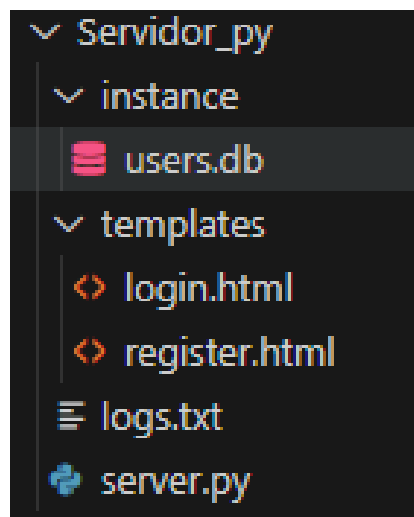 Servidor_py
instance
users.db
templates
login.html
register.html
logs.txt
server.py